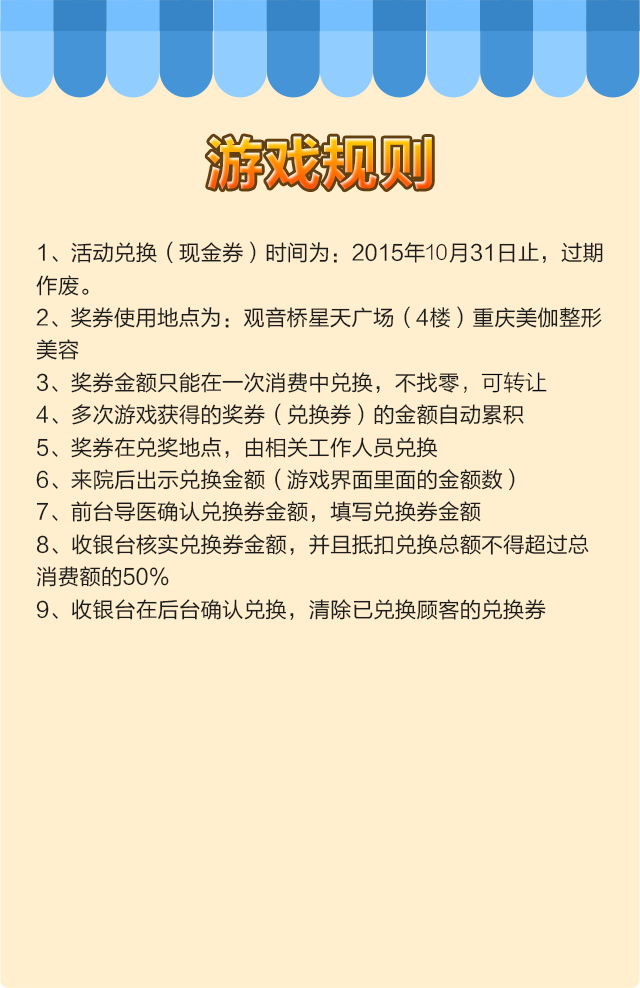 游戏规则
1、活动兑换（现金券）时间为：2015年10月31日止，过期
作废。
2、奖券使用地点为：观音桥星天广场（4楼）重庆美伽整形
美容
3、奖券金额只能在一次消费中兑换，不找零，可转让
4、多次游戏获得的奖券（兑换券）的金额自动累积
5、奖券在兑奖地点，由相关工作人员兑换
6、来院后出示兑换金额（游戏界面里面的金额数）
7、前台导医确认兑换券金额，填写兑换券金额
8、收银台核实兑换券金额，并且抵扣兑换总额不得超过总
消费额的50%
9、收银台在后台确认兑换，清除已兑换顾客的兑换券